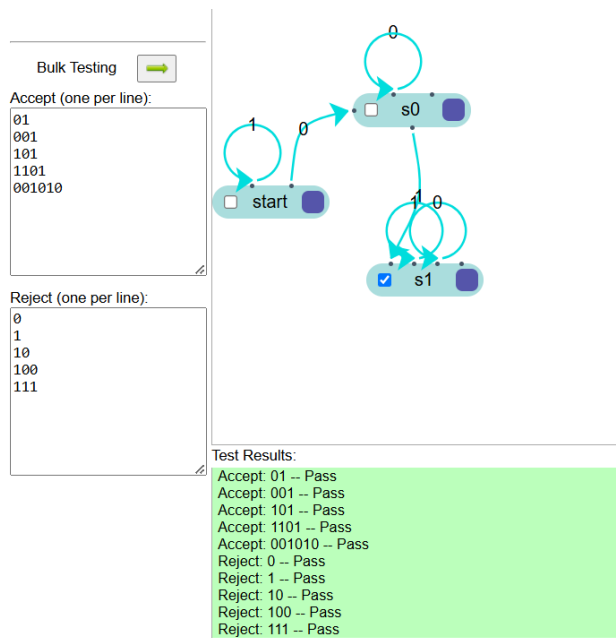 Bulk Testing
Accept (one per line):
01
001
101
1101
001010
Reject (one per line):
0
1
10
100
111
0
s0
1
0
start
1
1
0
s1
Test Results:
Accept: 01 -- Pass
Accept: 001 -- Pass
Accept: 101 -- Pass
Accept: 1101 -- Pass
Accept: 001010 -- Pass
Reject: 0 -- Pass
Reject: 1 -- Pass
Reject: 10 -- Pass
Reject: 100 -- Pass
Reject: 111 -- Pass